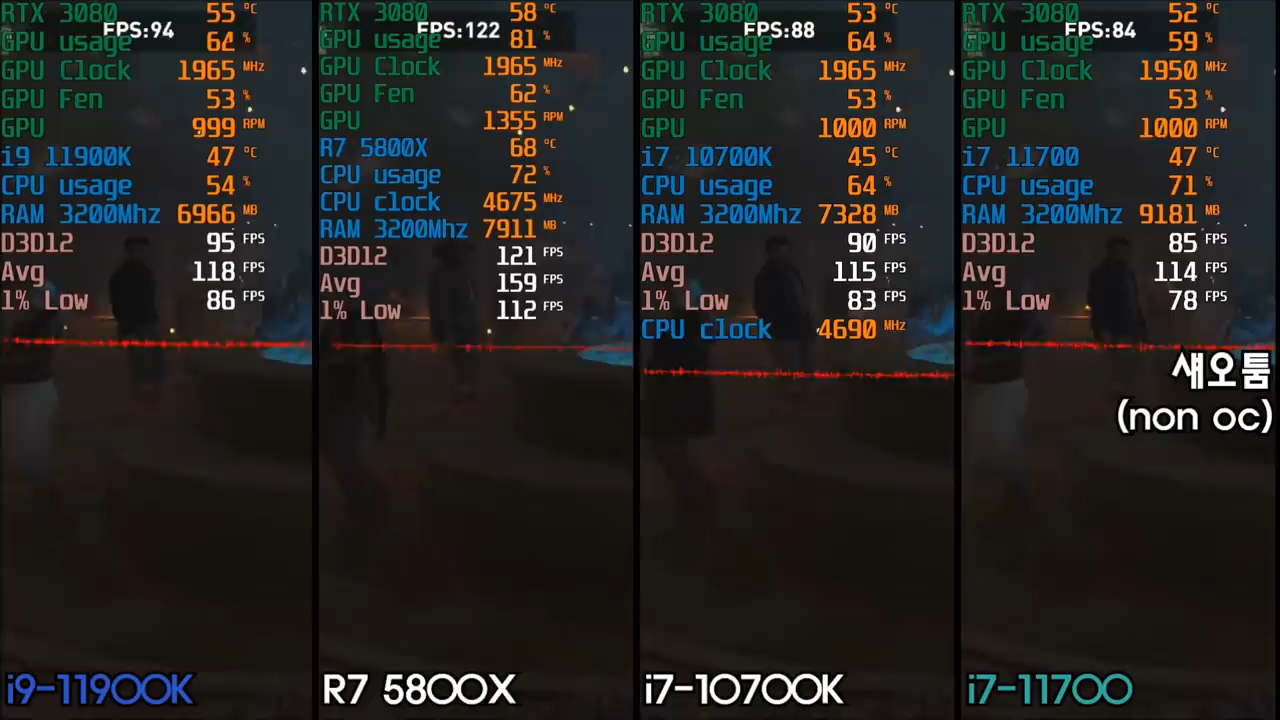 RTX 3080 55 °C
FPS:94
GPU usage 62 %
GPU Clock 1965 MHz
GPU Fen 53 %
GPU 999 RPM
i9 11900K 47 °C
CPU usage 54 %
RAM 3200Mhz 6966 MB
D3D12 95 FPS
Avg 118 FPS
1% Low 86 FPS
i9-11900K
RTX 3080 58 °C
FPS:122
GPU usage 81 %
GPU Clock 1965 MHz
GPU Fen 62 %
GPU 1355 RPM
R7 5800X 68 °C
CPU usage 72 %
CPU clock 4675 MHz
RAM 3200Mhz 7911 MB
D3D12 121 FPS
Avg 159 FPS
1% Low 112 FPS
R7 5800X
RTX 3080 53 °C
FPS:88
GPU usage 64 %
GPU Clock 1965 MHz
GPU Fen 53 %
GPU 1000 RPM
i7 10700K 45 °C
CPU usage 64 %
RAM 3200Mhz 7328 MB
D3D12 90 FPS
Avg 115 FPS
1% Low 83 FPS
CPU clock 4690 MHz
i7-10700K
RTX 3080 52 °C
FPS:84
GPU usage 59 %
GPU Clock 1950 MHz
GPU Fen 53 %
GPU 1000 RPM
i7 11700 47 °C
CPU usage 71 %
RAM 3200Mhz 9181 MB
D3D12 85 FPS
Avg 114 FPS
1% Low 78 FPS
섀오툼
(non oc)
i7-11700